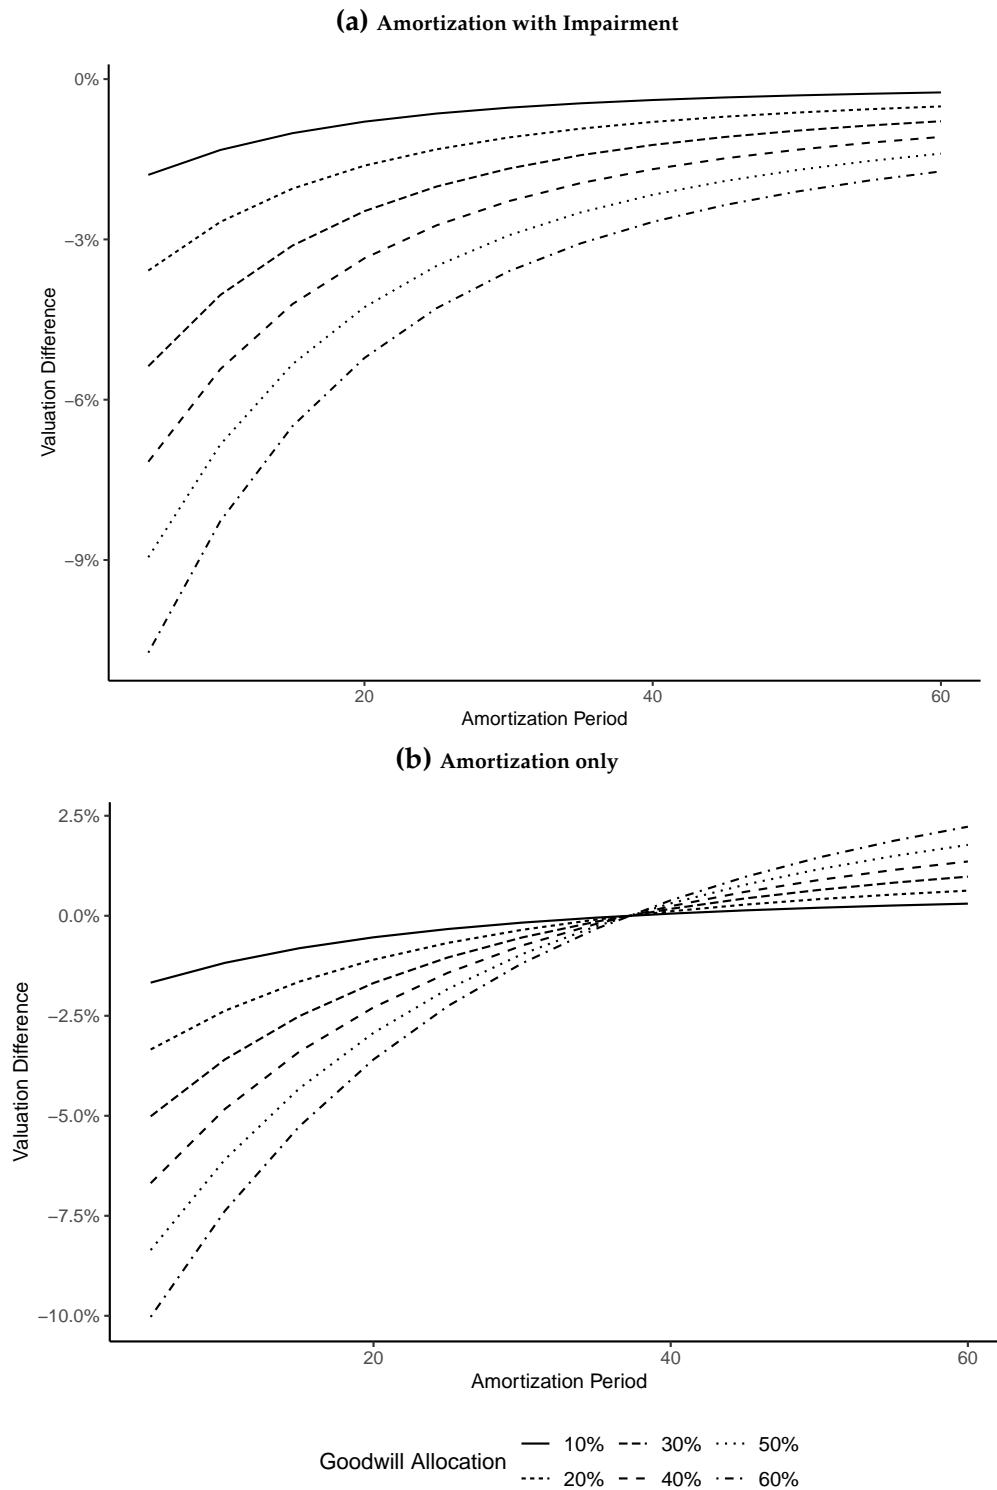 (a) Amortization with Impairment
0%
−3%
−6%
−9%
Valuation Difference
20 40 60
Amortization Period
(b) Amortization only
2.5%
0.0%
−2.5%
−5.0%
−7.5%
−10.0%
Valuation Difference
20 40 60
Amortization Period
Goodwill Allocation
10% 30% 50%
20% 40% 60%